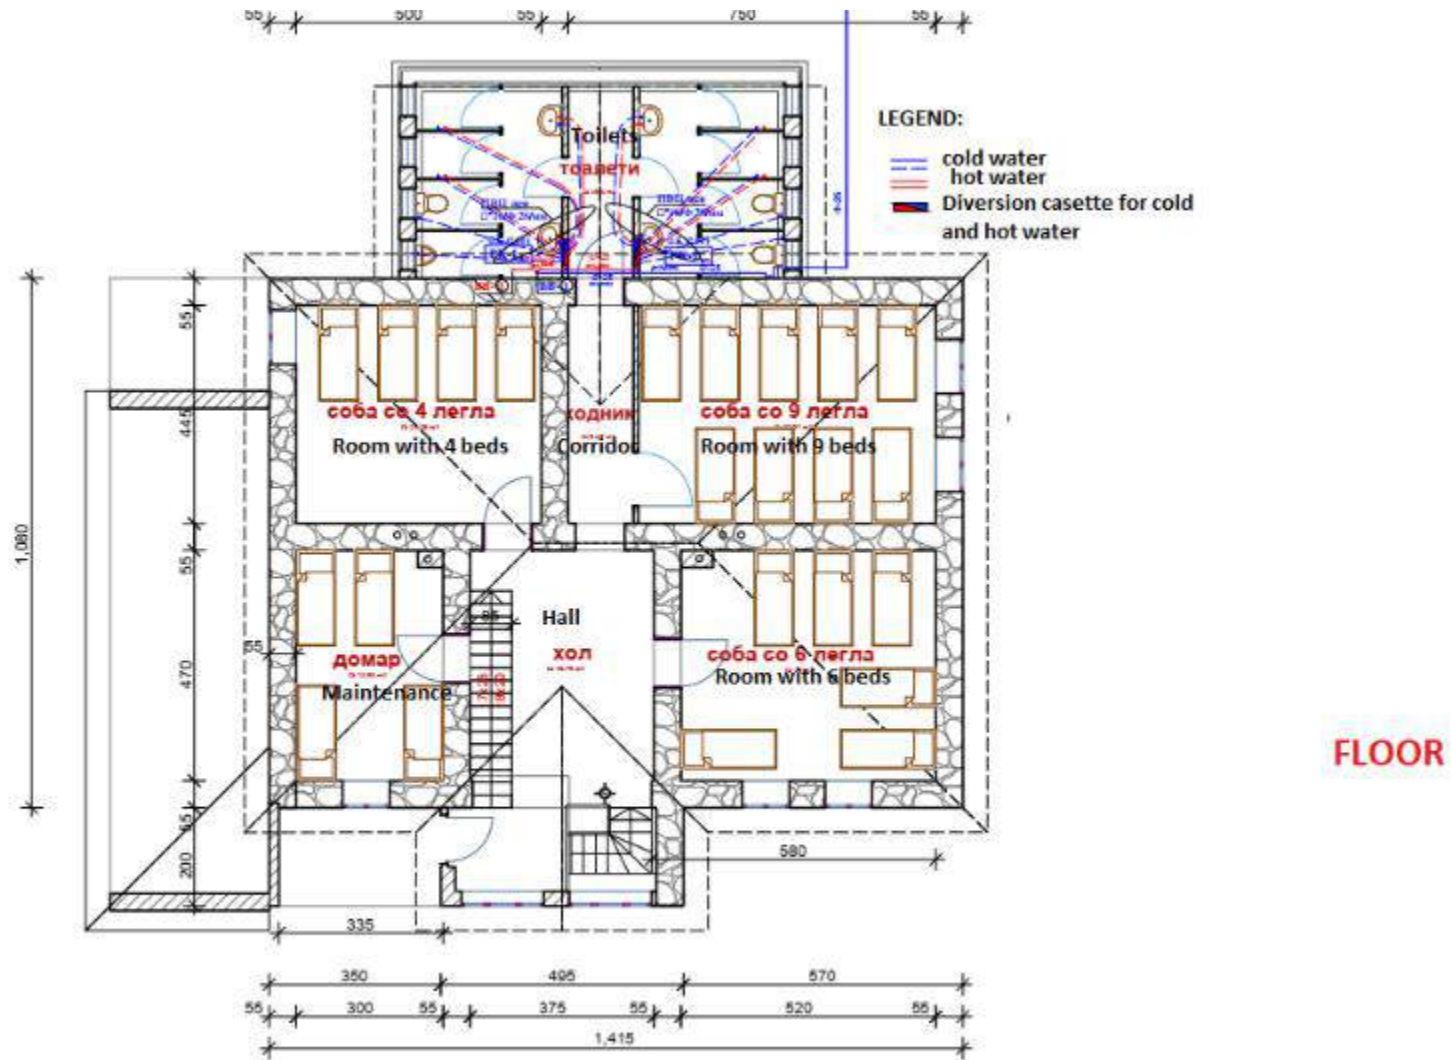 55
500
55
750
55
LEGEND:
cold water
hot water
Diversion casette for cold
and hot water
Toilets
тоалети
55
445
соба со 4 легла
Room with 4 beds
ходник
Corridor
соба со 9 легла
Room with 9 beds
1,080
55
85
Hall
хол
55
470
домар
Maintenance
соба со 6 легла
Room with 6 beds
FLOOR
55
200
580
335
350
495
570
55
300
55
375
55
520
55
1,415